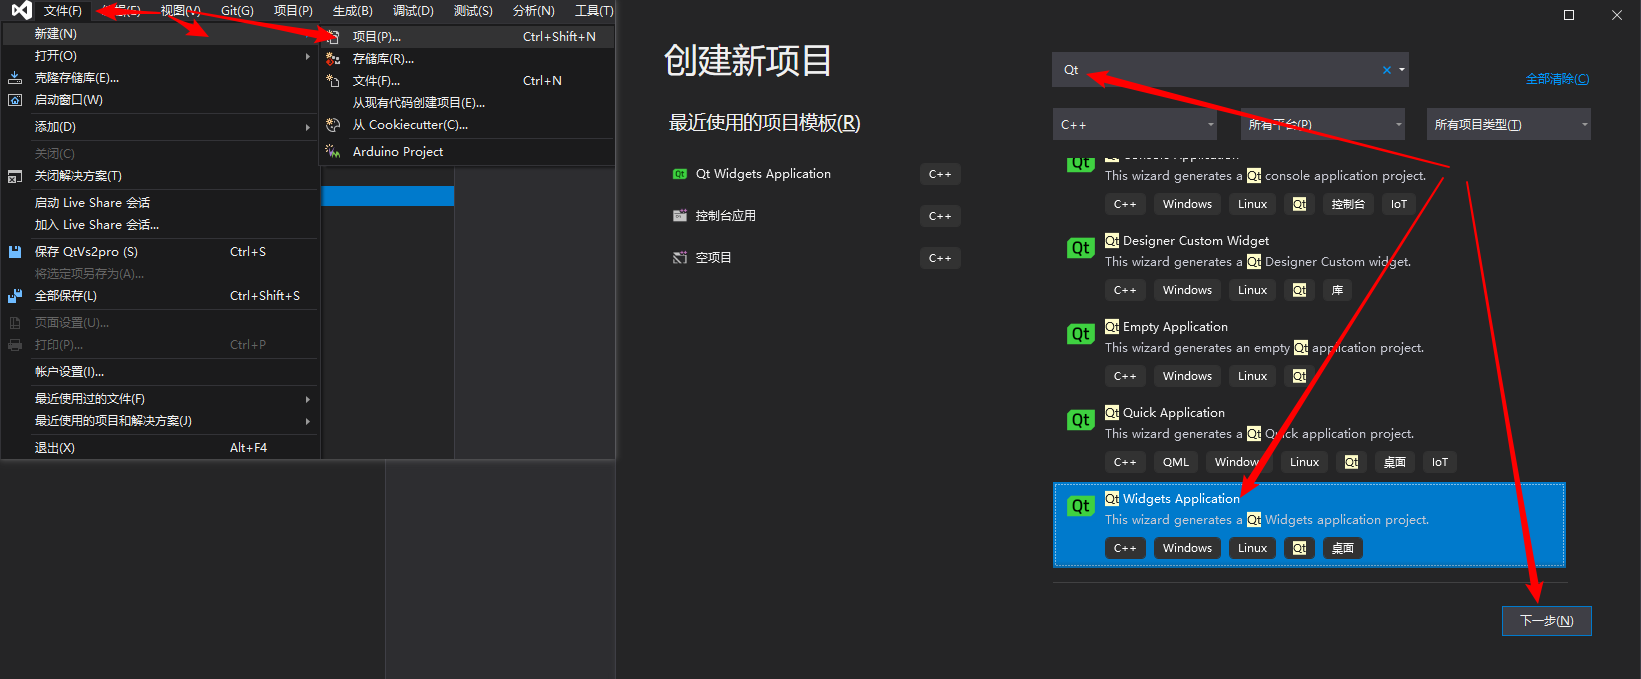 文件(F) 编辑(E) 视图(V) Git(G) 项目(P) 生成(B) 调试(D) 测试(S) 分析(N) 工具(T)
新建(N)
打开(O)
克隆存储库(E)...
启动窗口(W)
添加(D)
关闭(C)
关闭解决方案(T)
启动 Live Share 会话
加入 Live Share 会话...
保存 QtVs2pro (S) Ctrl+S
将选定项另存为(A)...
全部保存(L) Ctrl+Shift+S
页面设置(U)...
打印(P)... Ctrl+P
帐户设置(I)...
最近使用过的文件(F)
最近使用的项目和解决方案(J)
退出(X) Alt+F4
项目(P)... Ctrl+Shift+N
存储库(R)...
文件(F)... Ctrl+N
从现有代码创建项目(E)...
从 Cookiecutter(C)...
Arduino Project
创建新项目
最近使用的项目模板(R)
Qt Widgets Application C++
控制台应用 C++
空项目 C++
Qt
全部清除(C)
C++ 所有平台(P) 所有项目类型(T)
Qt Console Application
This wizard generates a Qt console application project.
C++ Windows Linux Qt 控制台 IoT
Qt Designer Custom Widget
This wizard generates a Qt Designer Custom widget.
C++ Windows Linux Qt 库
Qt Empty Application
This wizard generates an empty Qt application project.
C++ Windows Linux Qt
Qt Quick Application
This wizard generates a Qt Quick application project.
C++ QML Windows Linux Qt 桌面 IoT
Qt Widgets Application
This wizard generates a Qt Widgets application project.
C++ Windows Linux Qt 桌面
下一步(N)